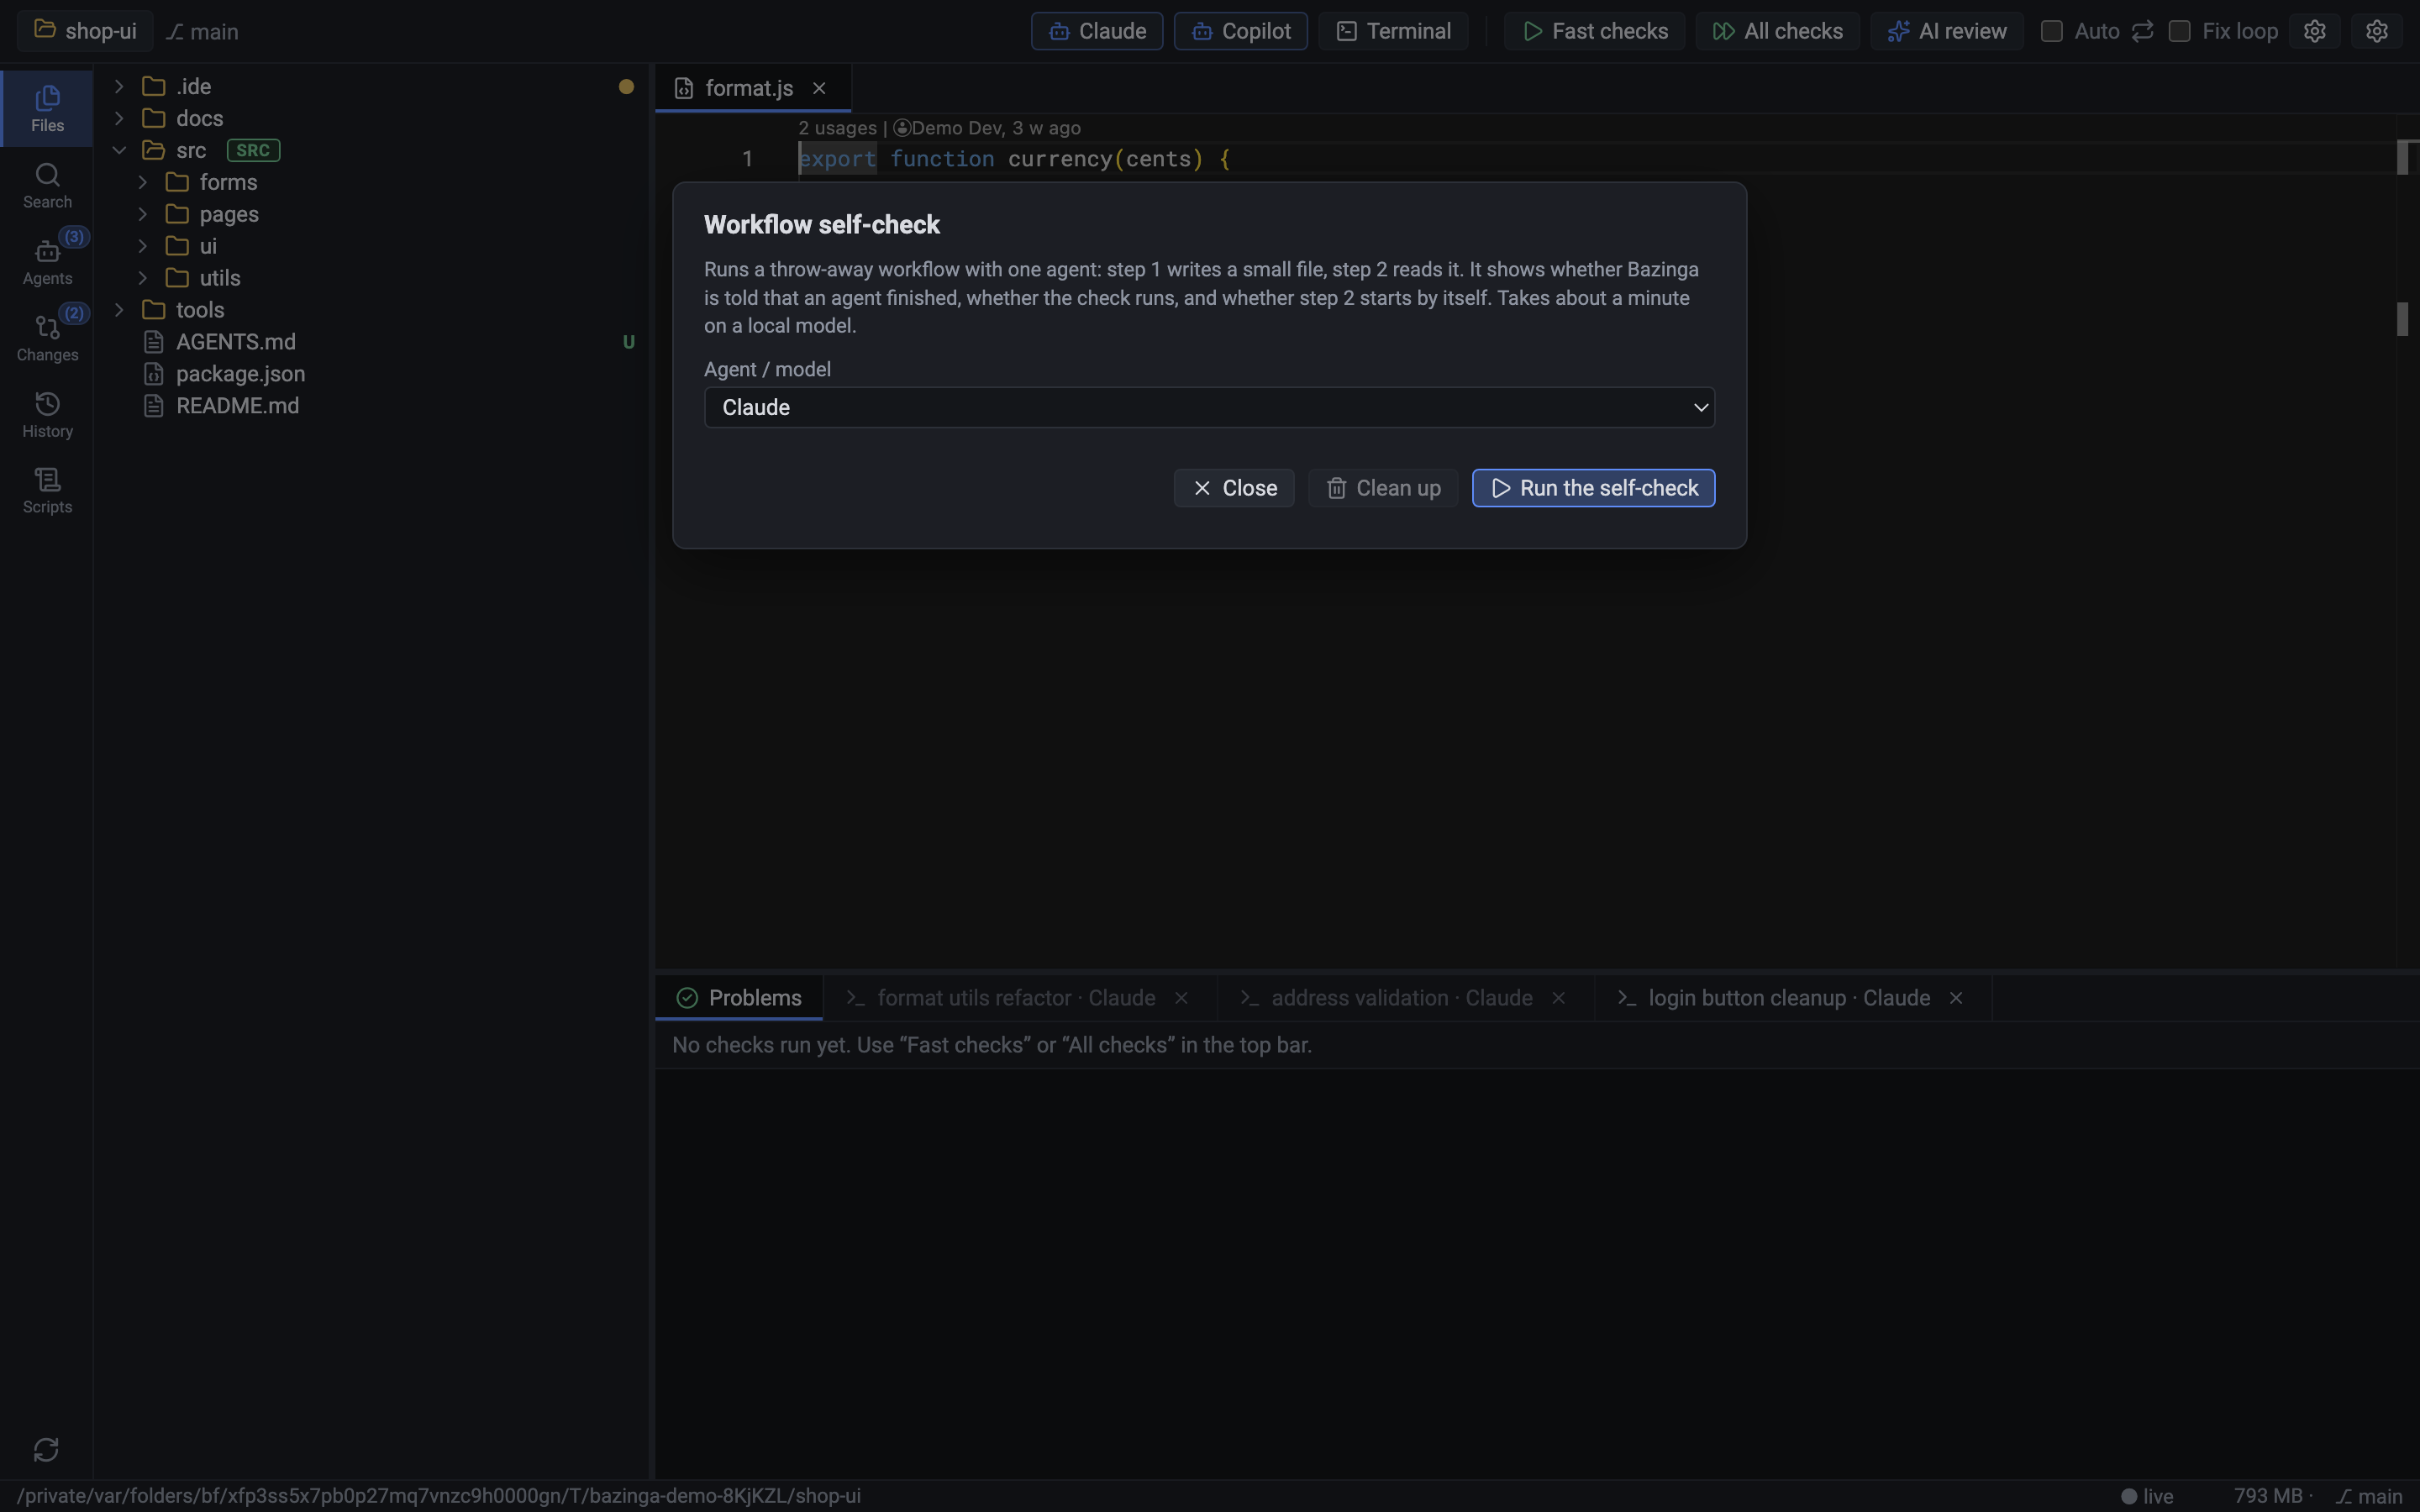 shop-ui main Claude Copilot Terminal Fast checks All checks AI review Auto Fix loop
Files
Search
(3)
Agents
(2)
Changes
History
Scripts
.ide
docs
src SRC
forms
pages
ui
utils
tools
AGENTS.md U
package.json
README.md
format.js
2 usages | Demo Dev, 3 w ago
1 export function currency(cents) {
Workflow self-check
Runs a throw-away workflow with one agent: step 1 writes a small file, step 2 reads it. It shows whether Bazinga
is told that an agent finished, whether the check runs, and whether step 2 starts by itself. Takes about a minute
on a local model.
Agent / model
Claude
Close Clean up Run the self-check
Problems format utils refactor · Claude address validation · Claude login button cleanup · Claude
No checks run yet. Use “Fast checks” or “All checks” in the top bar.
/private/var/folders/bf/xfp3ss5x7pb0p27mq7vnzc9h0000gn/T/bazinga-demo-8KjKZL/shop-ui live 793 MB · main